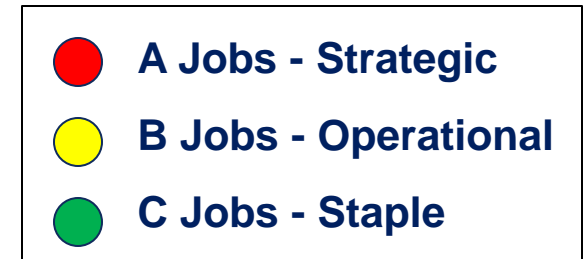 A Jobs - Strategic
B Jobs - Operational
C Jobs - Staple